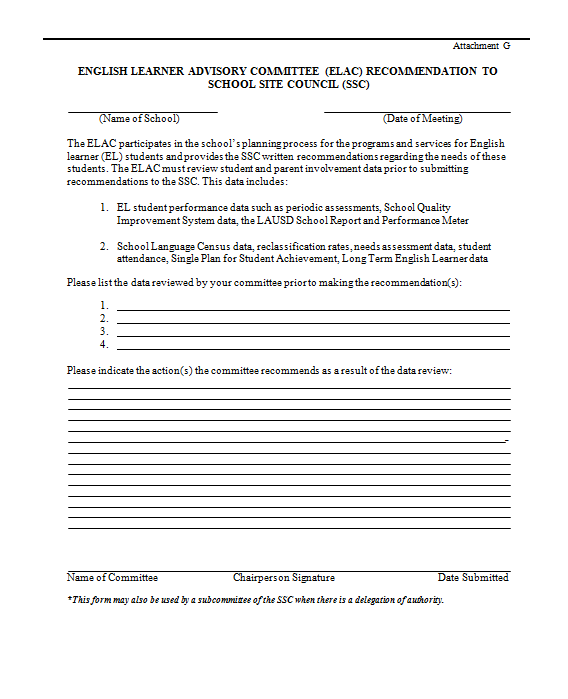 Attachment G
ENGLISH LEARNER ADVISORY COMMITTEE (ELAC) RECOMMENDATION TO
SCHOOL SITE COUNCIL (SSC)
(Name of School) (Date of Meeting)
The ELAC participates in the school's planning process for the programs and services for English
learner (EL) students and provides the SSC written recommendations regarding the needs of these
students. The ELAC must review student and parent involvement data prior to submitting
recommendations to the SSC. This data includes:
1. EL student performance data such as periodic assessments, School Quality
Improvement System data, the LAUSD School Report and Performance Meter
2. School Language Census data, reclassification rates, needs assessment data, student
attendance, Single Plan for Student Achievement, Long Term English Learner data
Please list the data reviewed by your committee prior to making the recommendation(s):
1.
2.
3.
4.
Please indicate the action(s) the committee recommends as a result of the data review:
Name of Committee Chairperson Signature Date Submitted
*This form may also be used by a subcommittee of the SSC when there is a delegation of authority.